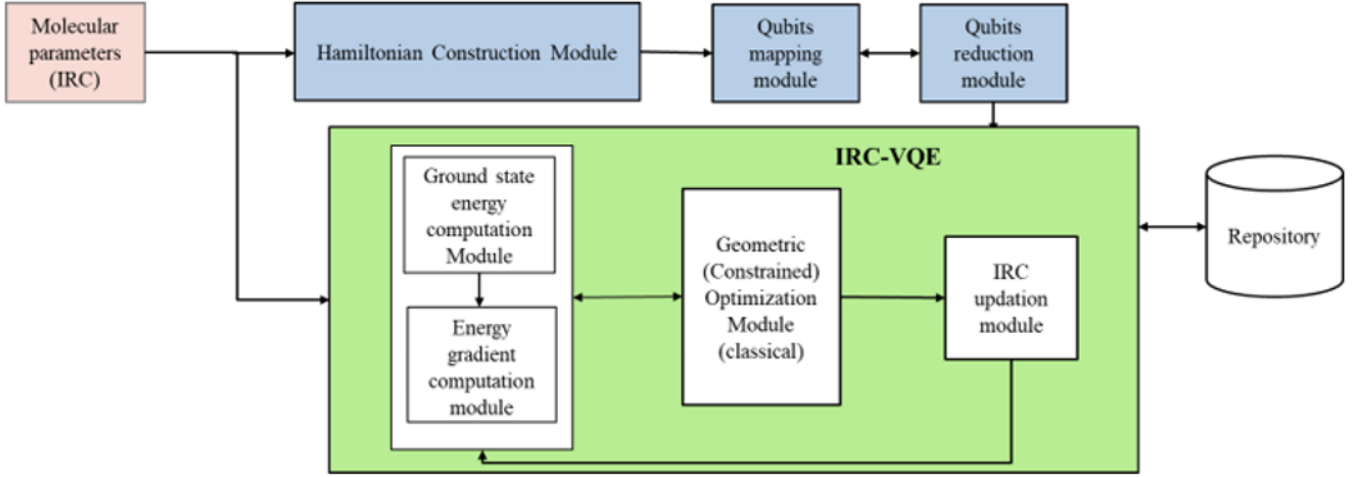 Molecular
parameters
(IRC)
Hamiltonian Construction Module
Qubits
mapping
module
Qubits
reduction
module
IRC-VQE
Ground state
energy
computation
Module
Energy
gradient
computation
module
Geometric
(Constrained)
Optimization
Module
(classical)
IRC
updation
module
Repository